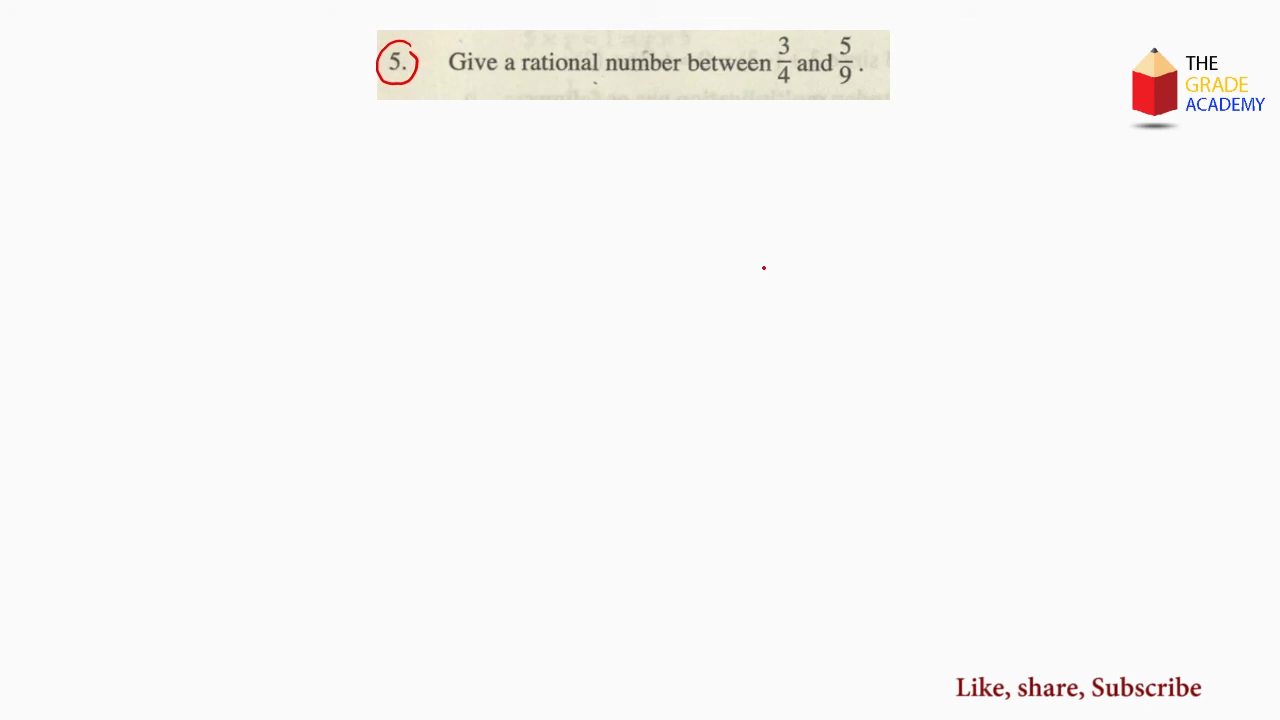 5. Give a rational number between 3/4 and 5/9.
THE
GRADE
ACADEMY
Like, share, Subscribe